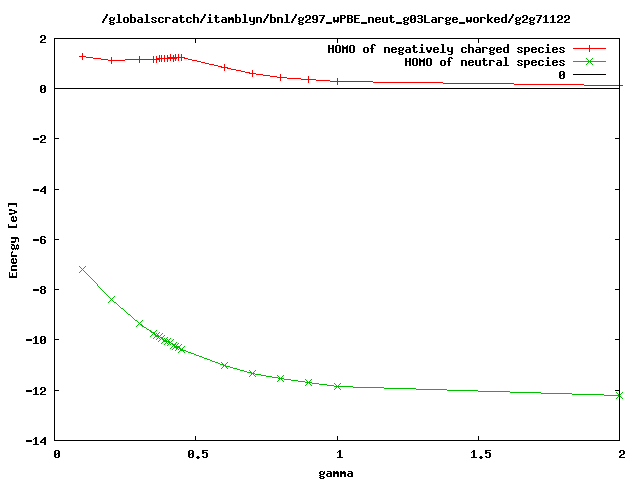 /globalscratch/itamblyn/bnl/g297_wPBE_neut_g03Large_worked/g2g71122
HOMO of negatively charged species
HOMO of neutral species
0
2
0
-2
-4
-6
-8
-10
-12
-14
Energy [eV]
0 0.5 1 1.5 2
gamma